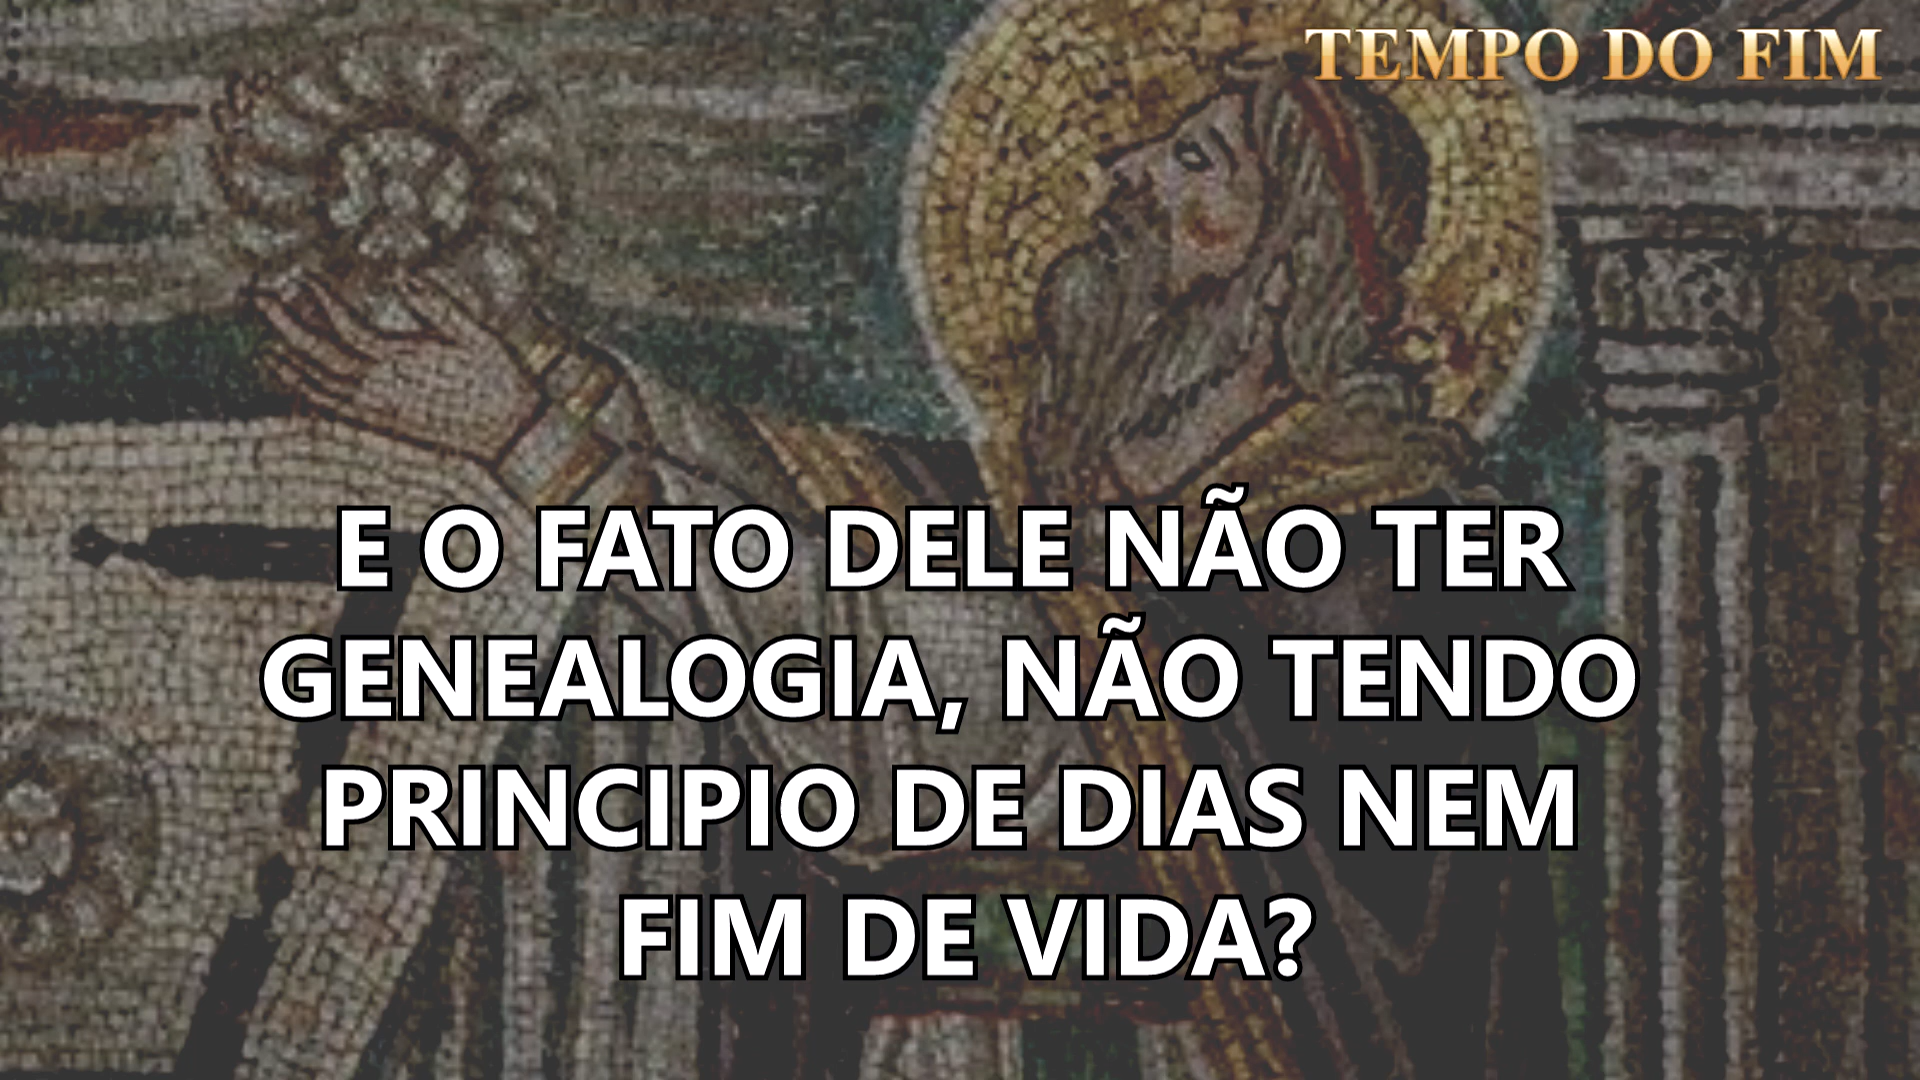 TEMPO DO FIM
E O FATO DELE NÃO TER
GENEALOGIA, NÃO TENDO
PRINCIPIO DE DIAS NEM
FIM DE VIDA?